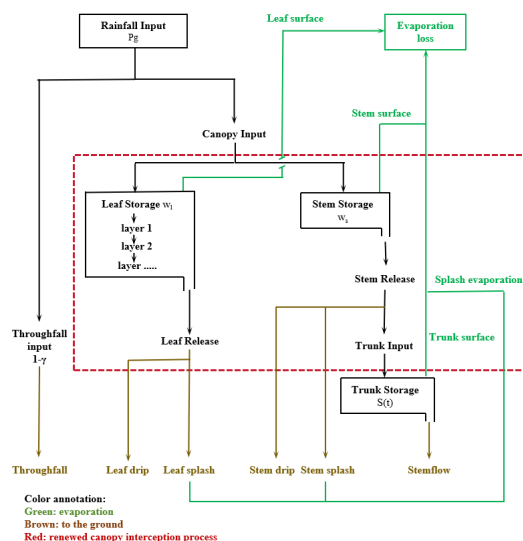 Rainfall Input
Pg
Leaf surface
Evaporation
loss
Stem surface
Canopy Input
Leaf Storage wl
layer 1
layer 2
layer .....
Stem Storage
ws
Stem Release
Splash evaporation
Throughfall
input
1-γ
Leaf Release
Trunk Input
Trunk surface
Trunk Storage
S(t)
Throughfall
Leaf drip
Leaf splash
Stem drip
Stem splash
Stemflow
Color annotation:
Green: evaporation
Brown: to the ground
Red: renewed canopy interception process